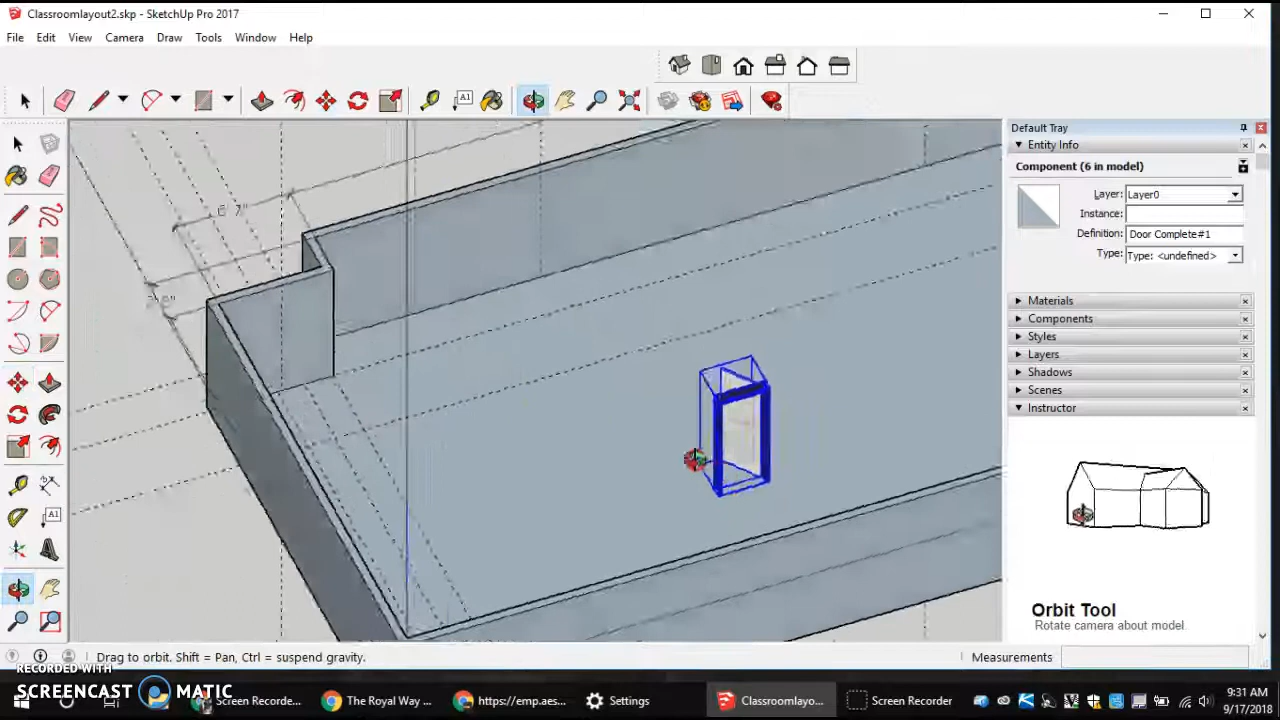 Classroomlayout2.skp - SketchUp Pro 2017
File Edit View Camera Draw Tools Window Help
A1
Default Tray
Entity Info
Component (6 in model)
Layer: Layer0
Instance:
Definition: Door Complete#1
Type: Type: <undefined>
Materials
Components
Styles
Layers
Shadows
Scenes
Instructor
A1
Orbit Tool
Rotate camera about model.
Drag to orbit. Shift = Pan, Ctrl = suspend gravity.
Measurements
RECORDED WITH
SCREENCAST MATIC
Screen Recorde...
The Royal Way ...
https://emp.aes...
Settings
Classroomlayo...
Screen Recorder
9:31 AM
9/17/2018